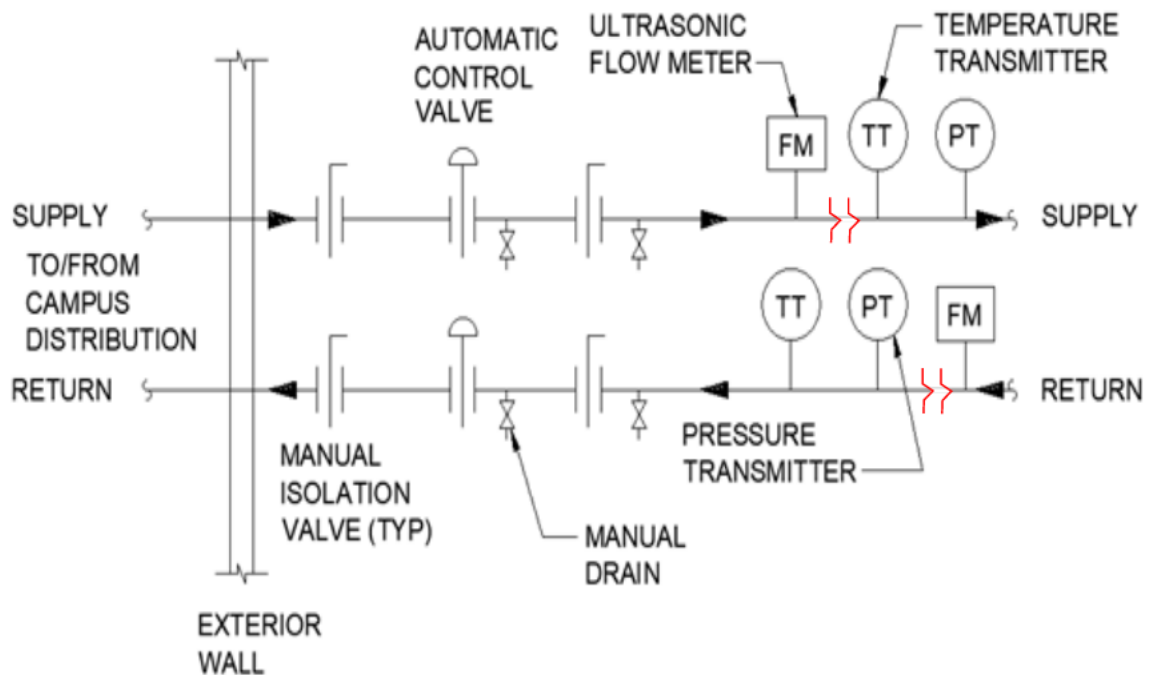 AUTOMATIC
CONTROL
VALVE
ULTRASONIC
FLOW METER
TEMPERATURE
TRANSMITTER
FM
TT
PT
SUPPLY
SUPPLY
TO/FROM
CAMPUS
DISTRIBUTION
TT
PT
FM
RETURN
RETURN
MANUAL
ISOLATION
VALVE (TYP)
PRESSURE
TRANSMITTER
MANUAL
DRAIN
EXTERIOR
WALL